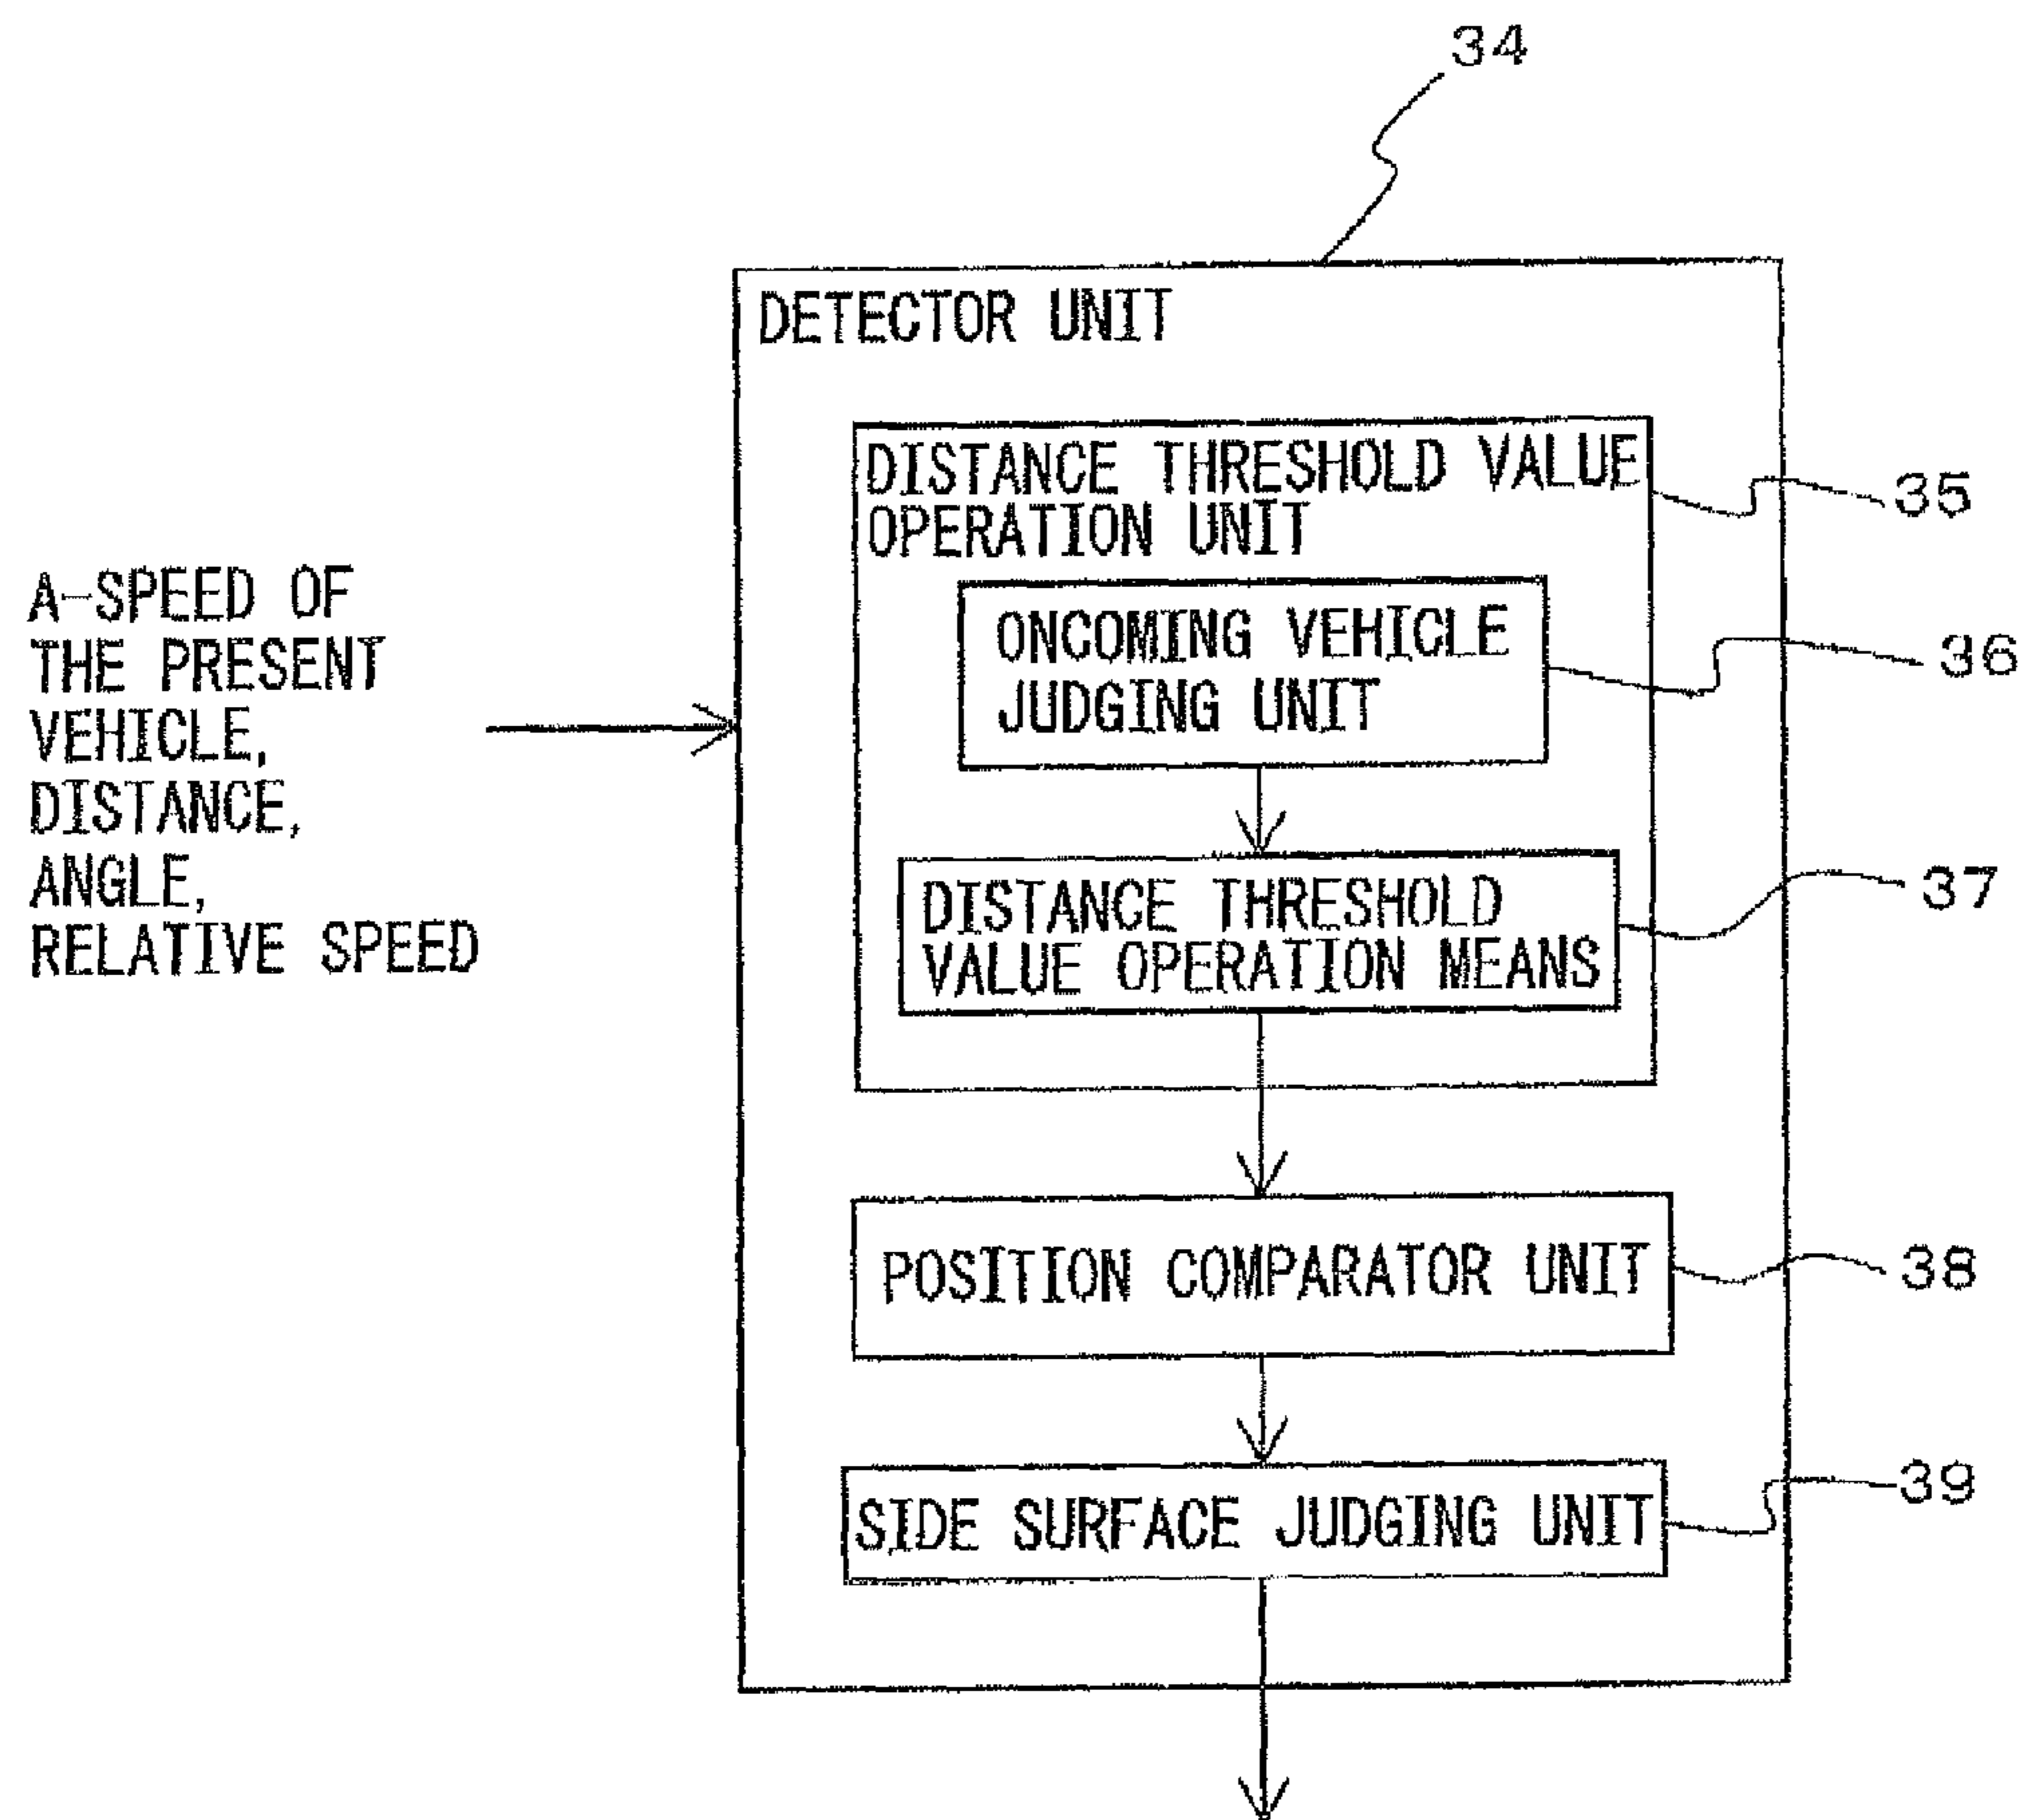 34
DETECTOR UNIT
DISTANCE THRESHOLD VALUE
OPERATION UNIT
35
ONCOMING VEHICLE
JUDGING UNIT
36
A-SPEED OF
THE PRESENT
VEHICLE,
DISTANCE,
ANGLE,
RELATIVE SPEED
DISTANCE THRESHOLD
VALUE OPERATION MEANS
37
POSITION COMPARATOR UNIT
38
SIDE SURFACE JUDGING UNIT
39